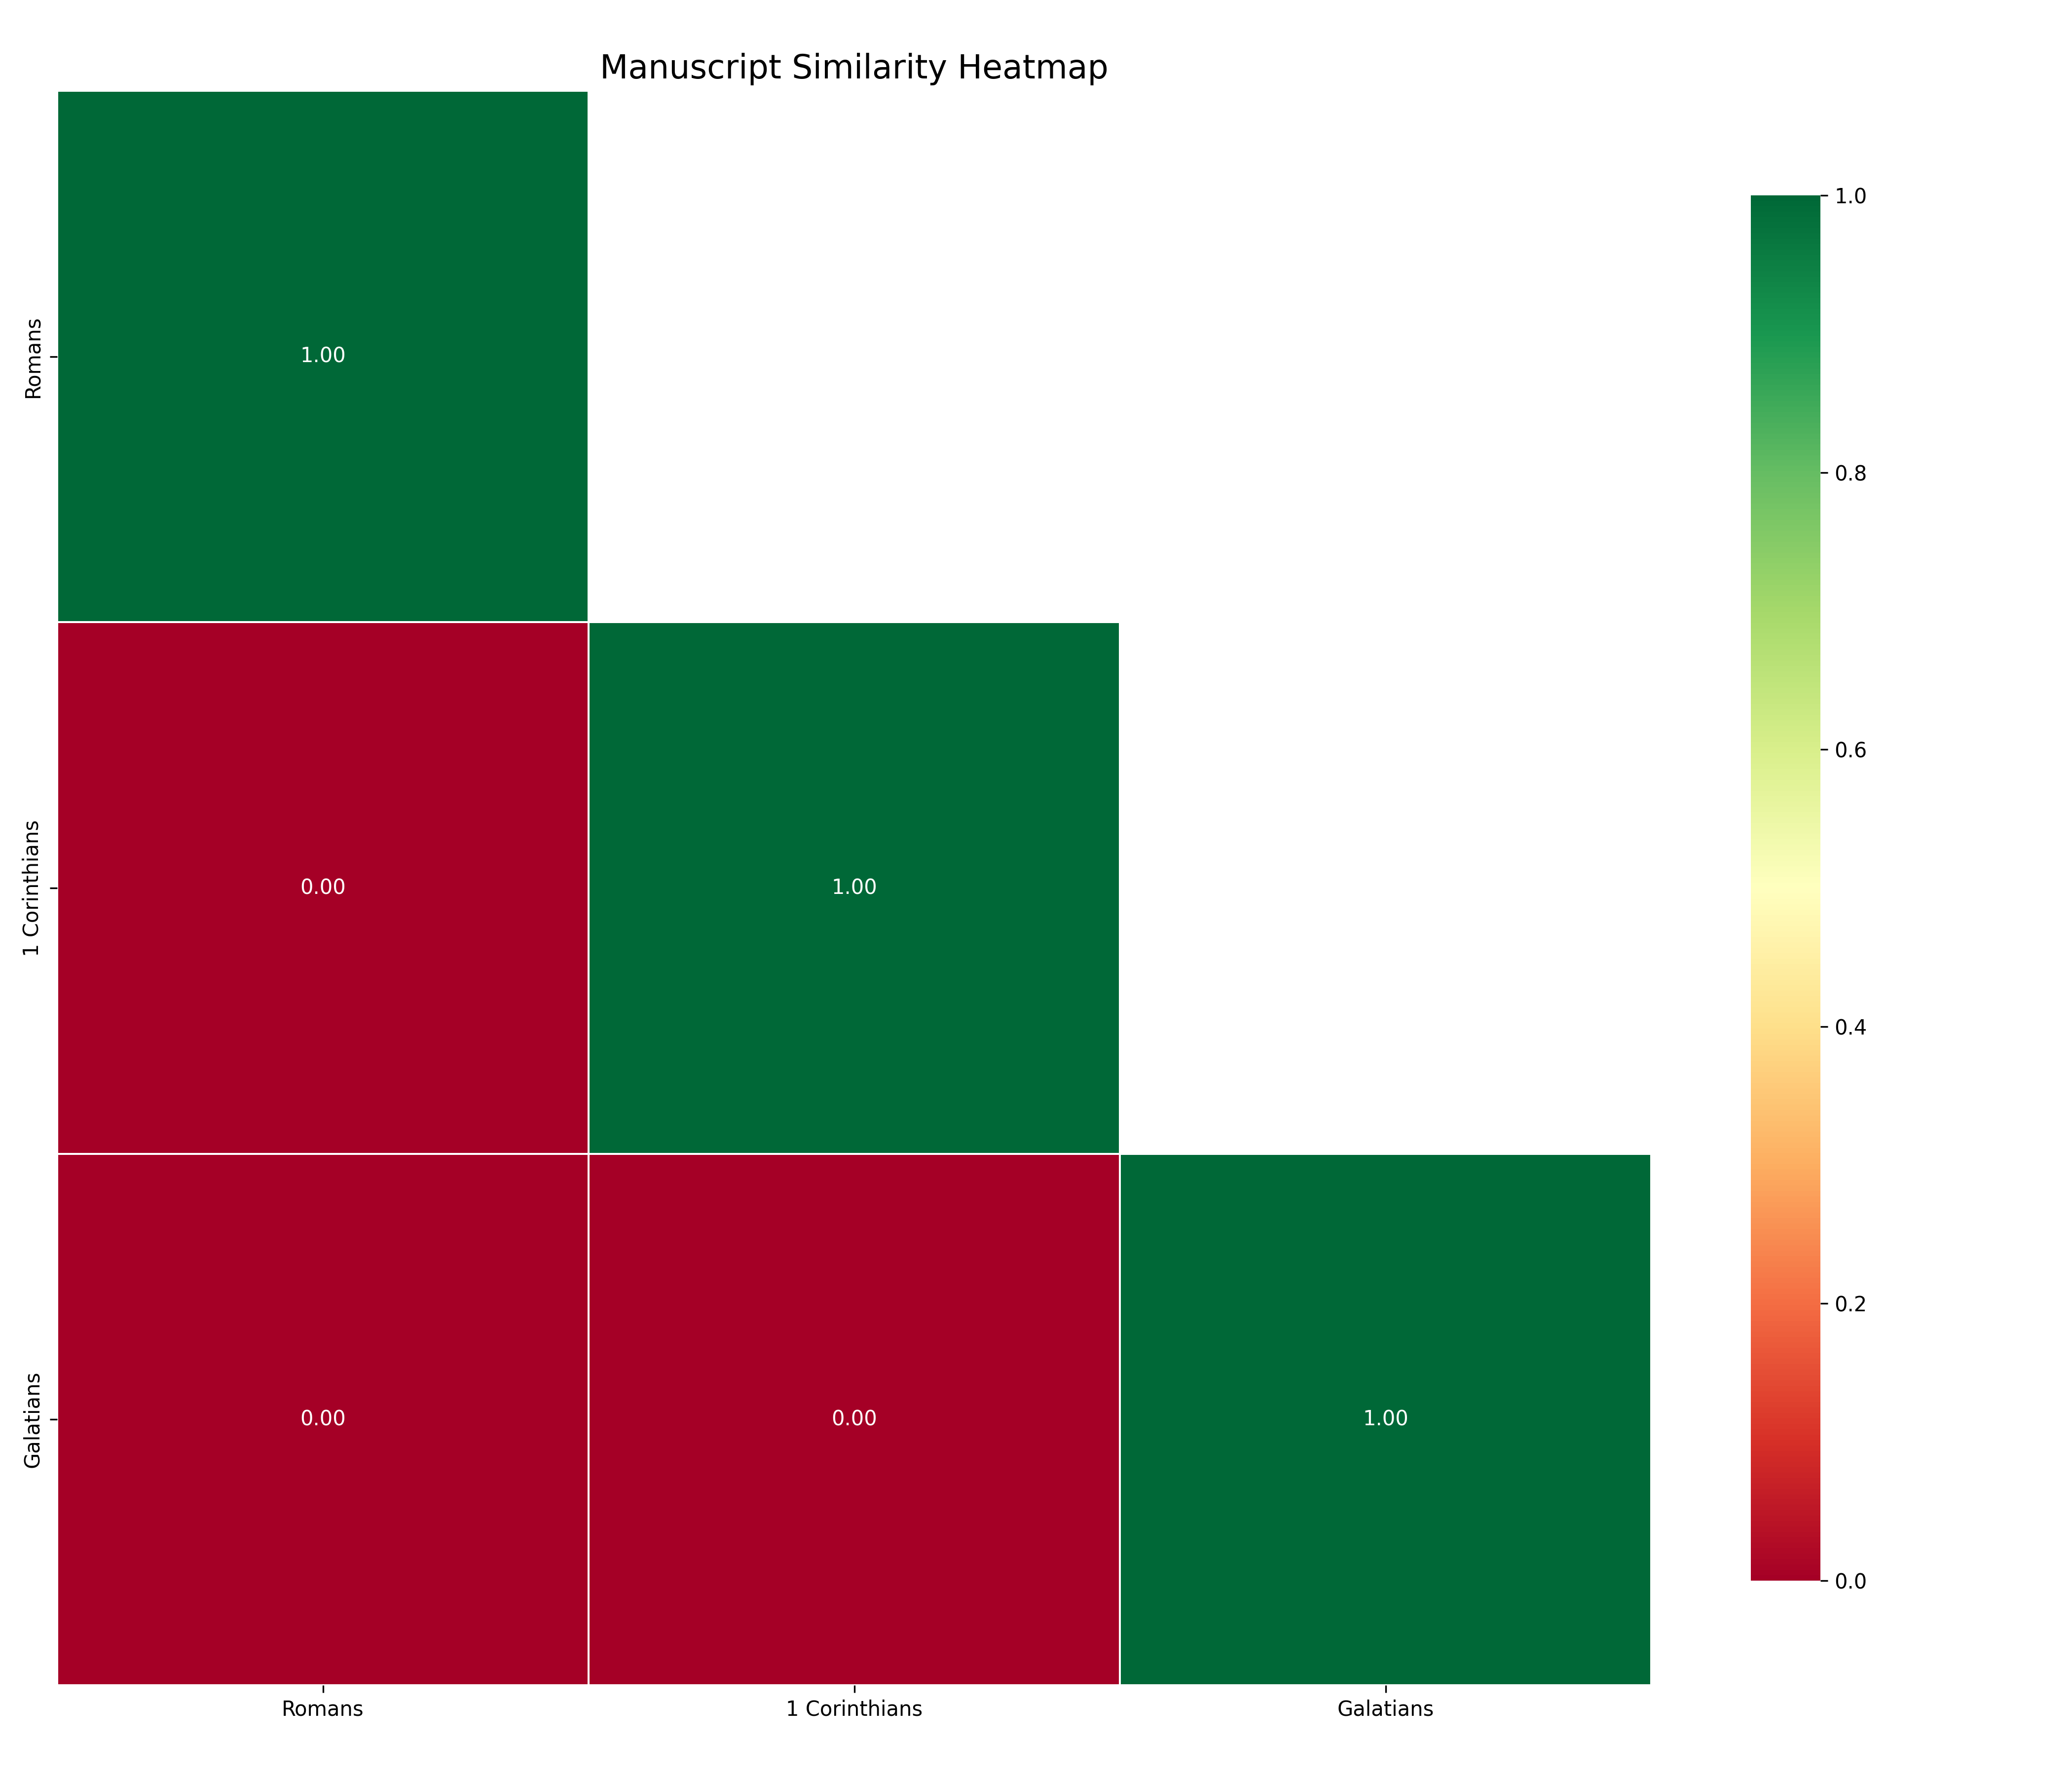 Manuscript Similarity Heatmap
Romans
1.00
1 Corinthians
0.00 1.00
Galatians
0.00 0.00 1.00
Romans 1 Corinthians Galatians
1.0
0.8
0.6
0.4
0.2
0.0